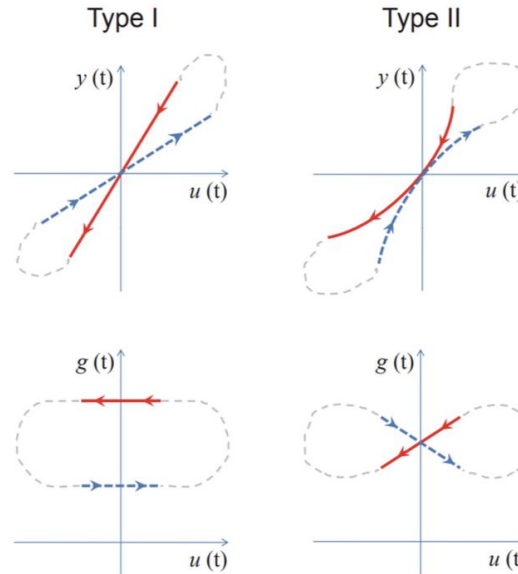 Type I
Type II
y (t)
y (t)
u (t)
u (t)
g (t)
g (t)
u (t)
u (t)